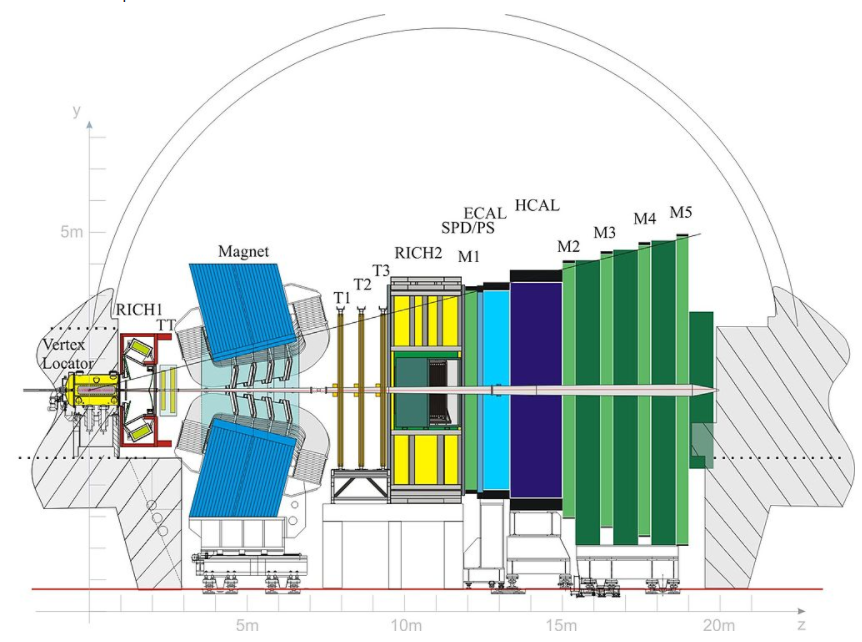 y
5m
Magnet
RICH1
TT
Vertex
Locator
T1
T2
T3
RICH2
M1
SPD/PS
ECAL
HCAL
M2
M3
M4
M5
5m
10m
15m
20m
z